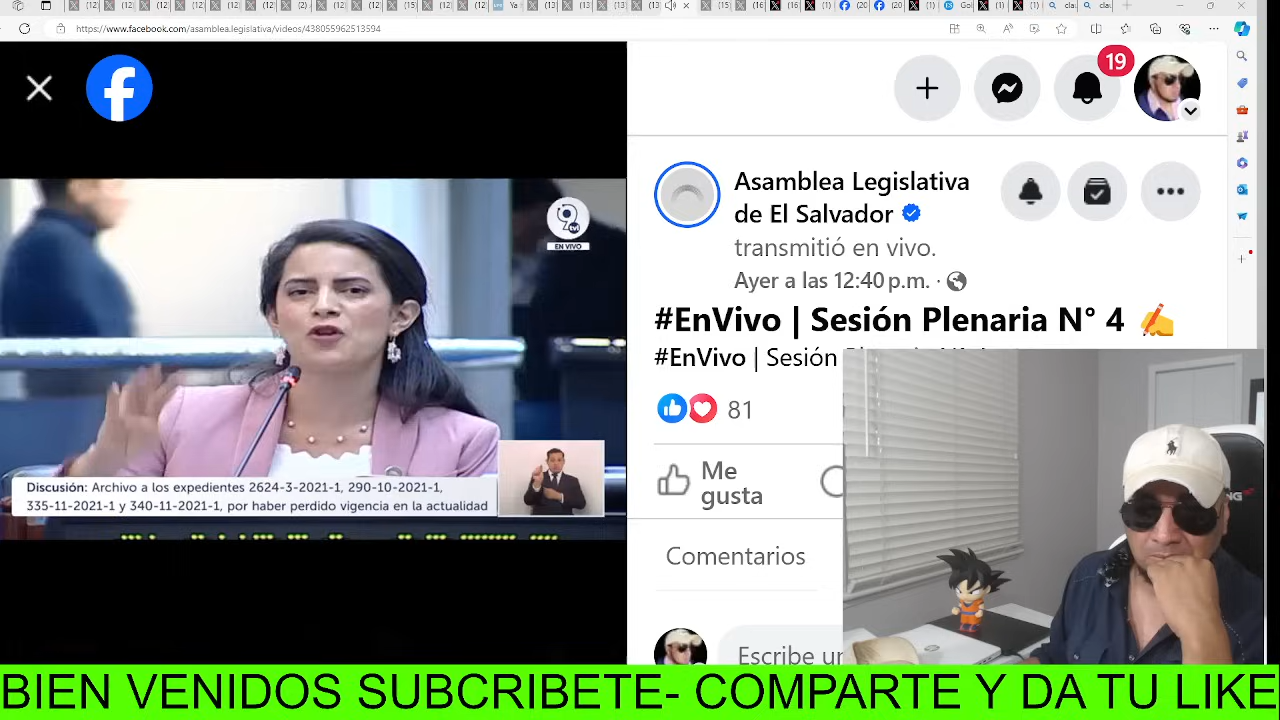 https://www.facebook.com/asamblea.legislativa/videos/438055962513594
19
Asamblea Legislativa
de El Salvador
transmitió en vivo.
Ayer a las 12:40 p.m. ·
#EnVivo | Sesión Plenaria N° 4
#EnVivo | Sesión
81
Me
gusta
Comentarios
Escribe un
tvl
EN VIVO
Discusión: Archivo a los expedientes 2624-3-2021-1, 290-10-2021-1,
335-11-2021-1 y 340-11-2021-1, por haber perdido vigencia en la actualidad
BIEN VENIDOS SUBCRIBETE- COMPARTE Y DA TU LIKE